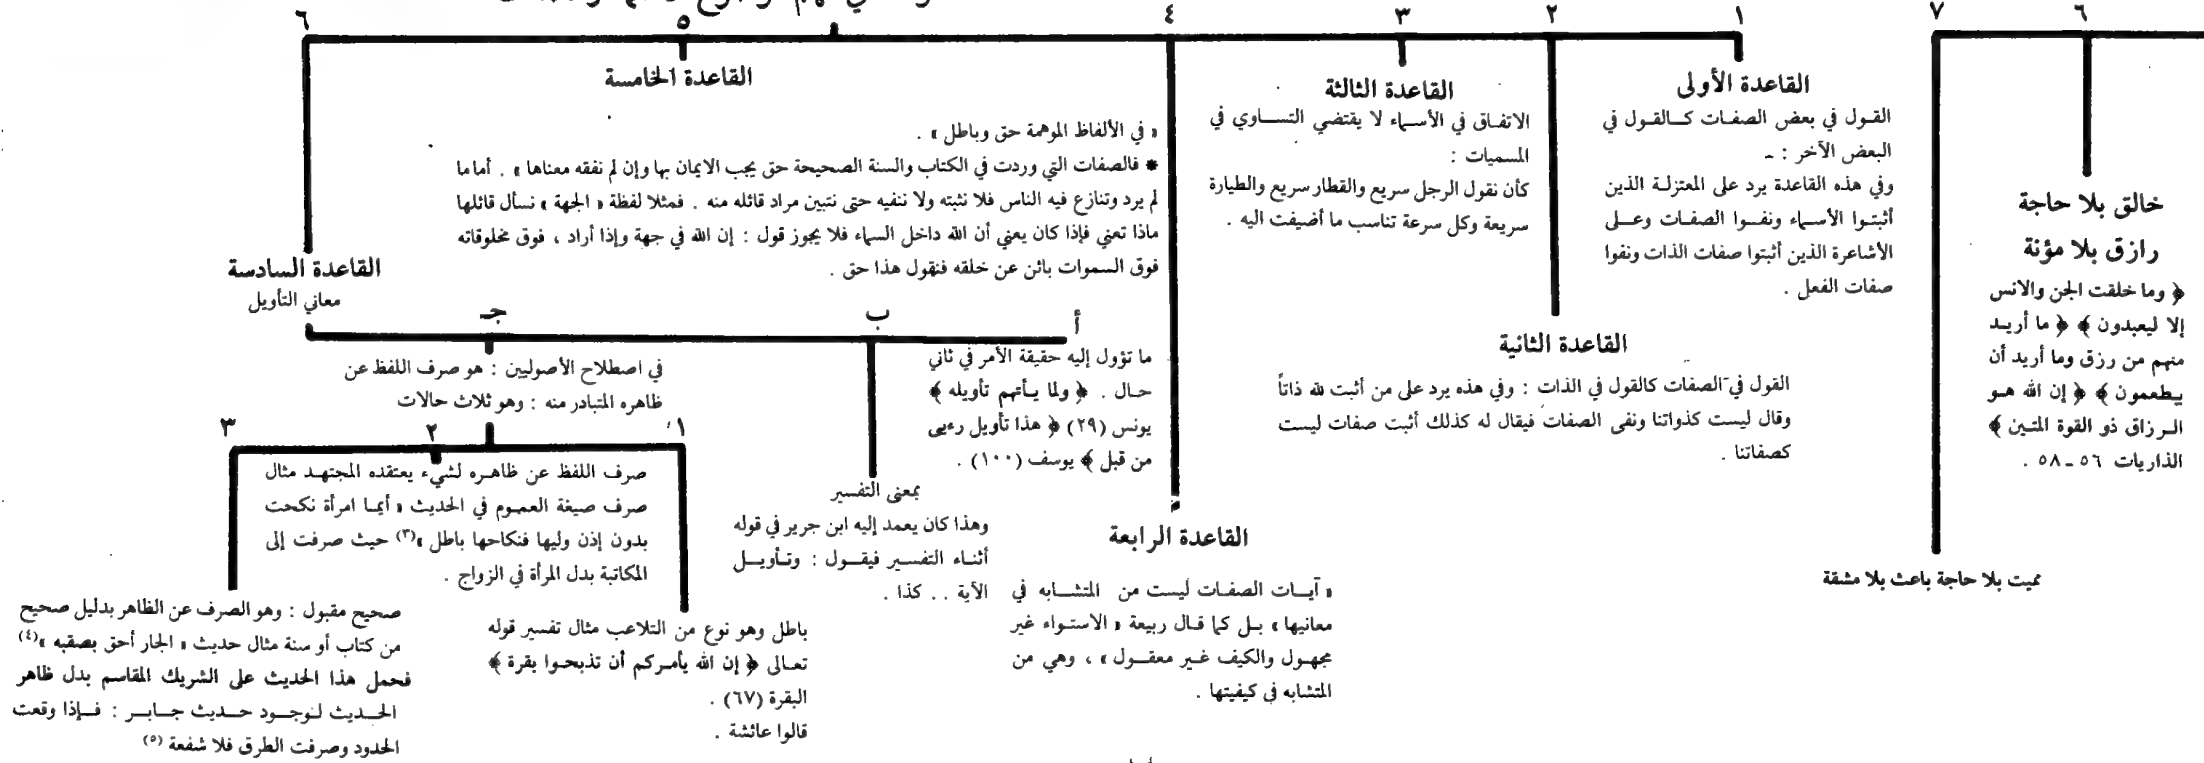 ٦
٧
خالق بلا حاجة
رازق بلا مؤنة
﴿ وما خلقت الجن والانس
إلا ليعبدون ﴾ ﴿ ما أريد
منهم من رزق وما أريد أن
يطعمون ﴾ ﴿ إن الله هو
الرزاق ذو القوة المتين ﴾
الذاريات ٥٦ ـ ٥٨ .
مميت بلا حاجة باعث بلا مشقة
١
القاعدة الأولى
القول في بعض الصفات كالقول في
البعض الآخر : ـ
وفي هذه القاعدة يرد على المعتزلة الذين
أثبتوا الأسماء ونفوا الصفات وعلى
الأشاعرة الذين أثبتوا صفات الذات ونفوا
صفات الفعل .
٢
القاعدة الثانية
القول في الصفات كالقول في الذات : وفي هذه يرد على من أثبت لله ذاتاً
وقال ليست كذواتنا ونفى الصفات فيقال له كذلك أثبت صفات ليست
كصفاتنا .
٣
القاعدة الثالثة
الاتفاق في الأسماء لا يقتضي التساوي في
المسميات :
كأن نقول الرجل سريع والقطار سريع والطيارة
سريعة وكل سرعة تناسب ما أضيفت اليه .
٤
القاعدة الرابعة
« آيات الصفات ليست من المتشابه في
معانيها » بل كما قال ربيعة « الاستواء غير
مجهول والكيف غير معقول » ، وهي من
المتشابه في كيفيتها .
٥
القاعدة الخامسة
« في الألفاظ الموهمة حق وباطل » .
* فالصفات التي وردت في الكتاب والسنة الصحيحة حق يجب الايمان بها وإن لم نفقه معناها » . أما ما
لم يرد وتنازع فيه الناس فلا نثبته ولا ننفيه حتى نتبين مراد قائله منه . فمثلا لفظة « الجهة » نسأل قائلها
ماذا تعني فإذا كان يعني أن الله داخل السماء فلا يجوز قول : إن الله في جهة وإذا أراد ، فوق مخلوقاته
فوق السموات بائن عن خلقه فنقول هذا حق .
٦
القاعدة السادسة
معاني التأويل
أ
ما تؤول إليه حقيقة الأمر في ثاني
حال . ﴿ ولما يأتهم تأويله ﴾
يونس (٢٩) ﴿ هذا تأويل رءيى
من قبل ﴾ يوسف (١٠٠) .
ب
بمعنى التفسير
وهذا كان يعمد إليه ابن جرير في قوله
أثناء التفسير فيقول : وتأويل
الآية . . كذا .
جـ
في اصطلاح الأصوليين : هو صرف اللفظ عن
ظاهره المتبادر منه : وهو ثلاث حالات
١
باطل وهو نوع من التلاعب مثال تفسير قوله
تعالى ﴿ إن الله يأمركم أن تذبحوا بقرة ﴾
البقرة (٦٧) .
قالوا عائشة .
٢
صرف اللفظ عن ظاهره لشيء يعتقده المجتهد مثال
صرف صيغة العموم في الحديث « أيما امرأة نكحت
بدون إذن وليها فنكاحها باطل »(٣) حيث صرفت إلى
المكاتبة بدل المرأة في الزواج .
٣
صحيح مقبول : وهو الصرف عن الظاهر بدليل صحيح
من كتاب أو سنة مثال حديث « الجار أحق بصقبه »(٤)
فحمل هذا الحديث على الشريك المقاسم بدل ظاهر
الحديث لوجود حديث جابر : فإذا وقعت
الحدود وصرفت الطرق فلا شفعة (٥)